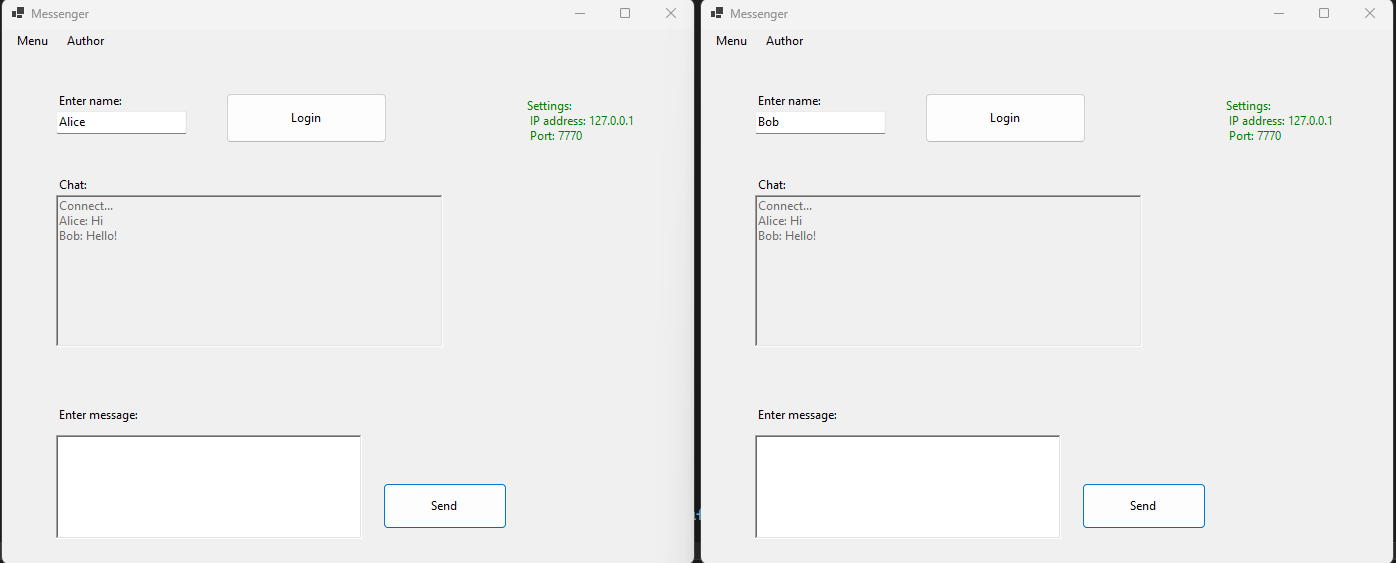 Messenger
Menu Author
Enter name:
Alice
Login
Settings:
IP address: 127.0.0.1
Port: 7770
Chat:
Connect...
Alice: Hi
Bob: Hello!
Enter message:
Send
Messenger
Menu Author
Enter name:
Bob
Login
Settings:
IP address: 127.0.0.1
Port: 7770
Chat:
Connect...
Alice: Hi
Bob: Hello!
Enter message:
Send